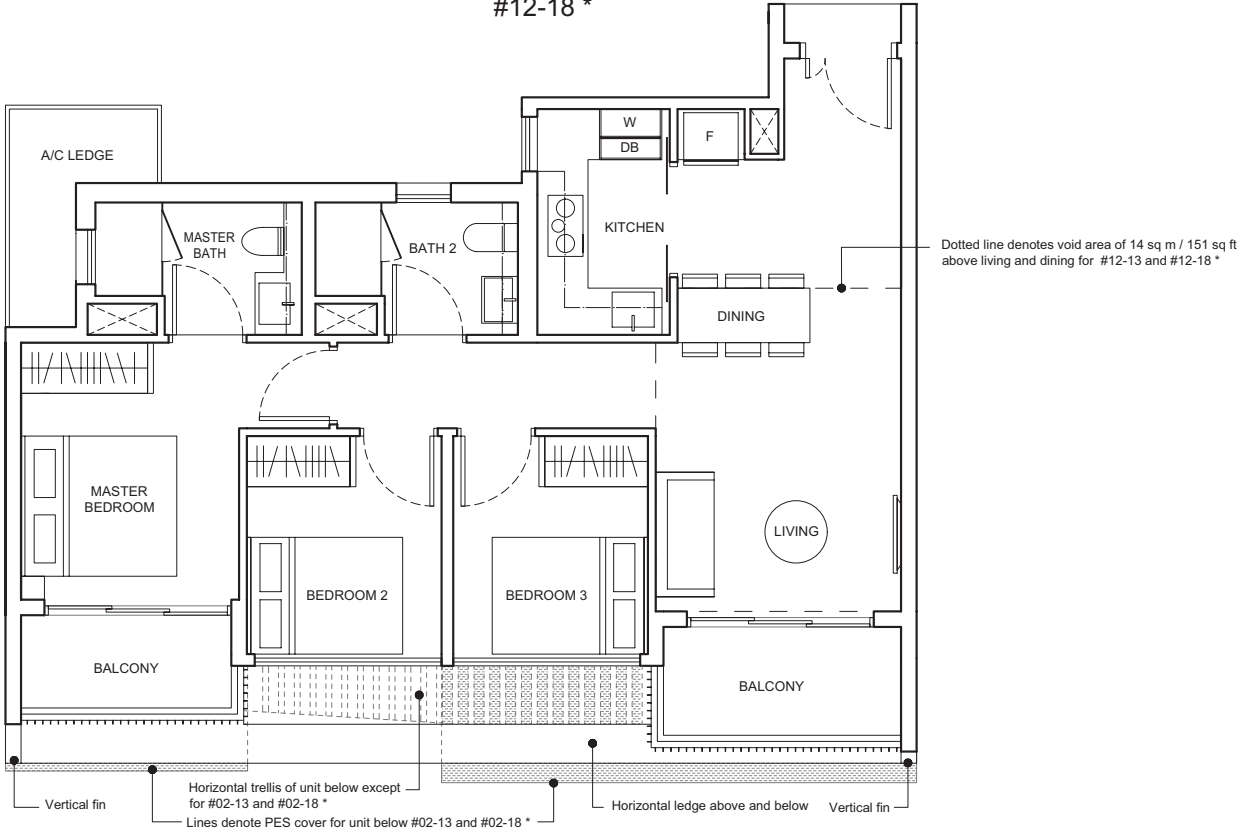 #12-18 *
A/C LEDGE
W
DB
F
MASTER
BATH
BATH 2
KITCHEN
Dotted line denotes void area of 14 sq m / 151 sq ft
above living and dining for #12-13 and #12-18 *
DINING
MASTER
BEDROOM
LIVING
BEDROOM 2
BEDROOM 3
BALCONY
BALCONY
Vertical fin
Horizontal trellis of unit below except
for #02-13 and #02-18 *
Lines denote PES cover for unit below #02-13 and #02-18 *
Horizontal ledge above and below
Vertical fin